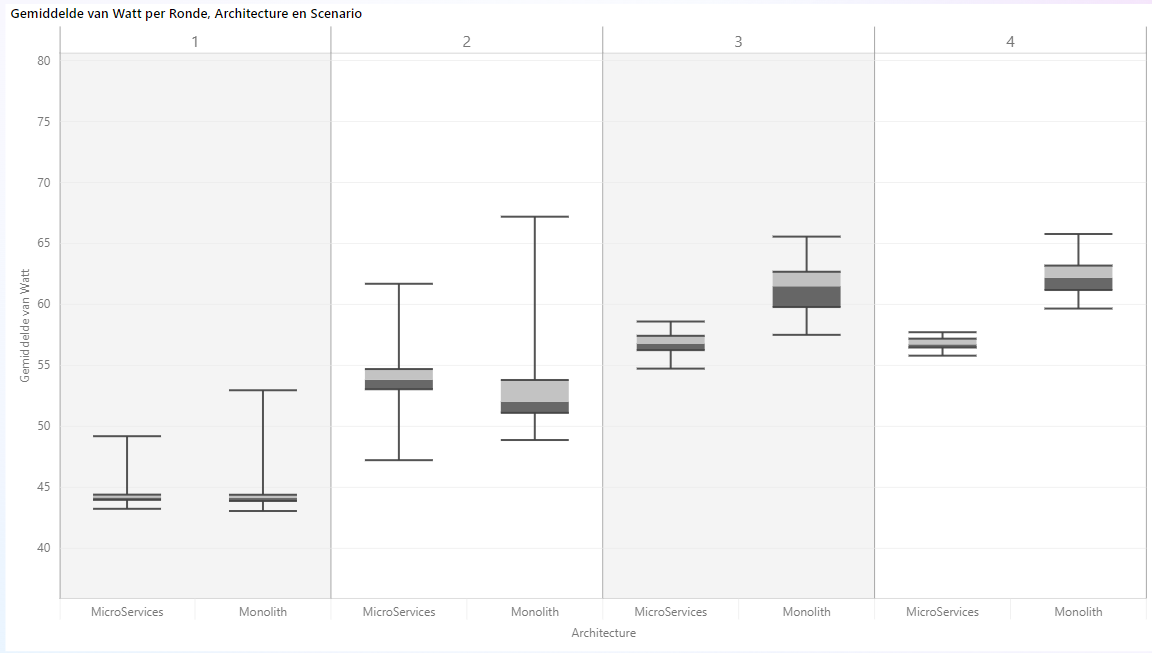 Gemiddelde van Watt per Ronde, Architecture en Scenario
1 2 3 4
80
75
70
65
60
55
50
45
40
Gemiddelde van Watt
MicroServices Monolith MicroServices Monolith MicroServices Monolith MicroServices Monolith
Architecture